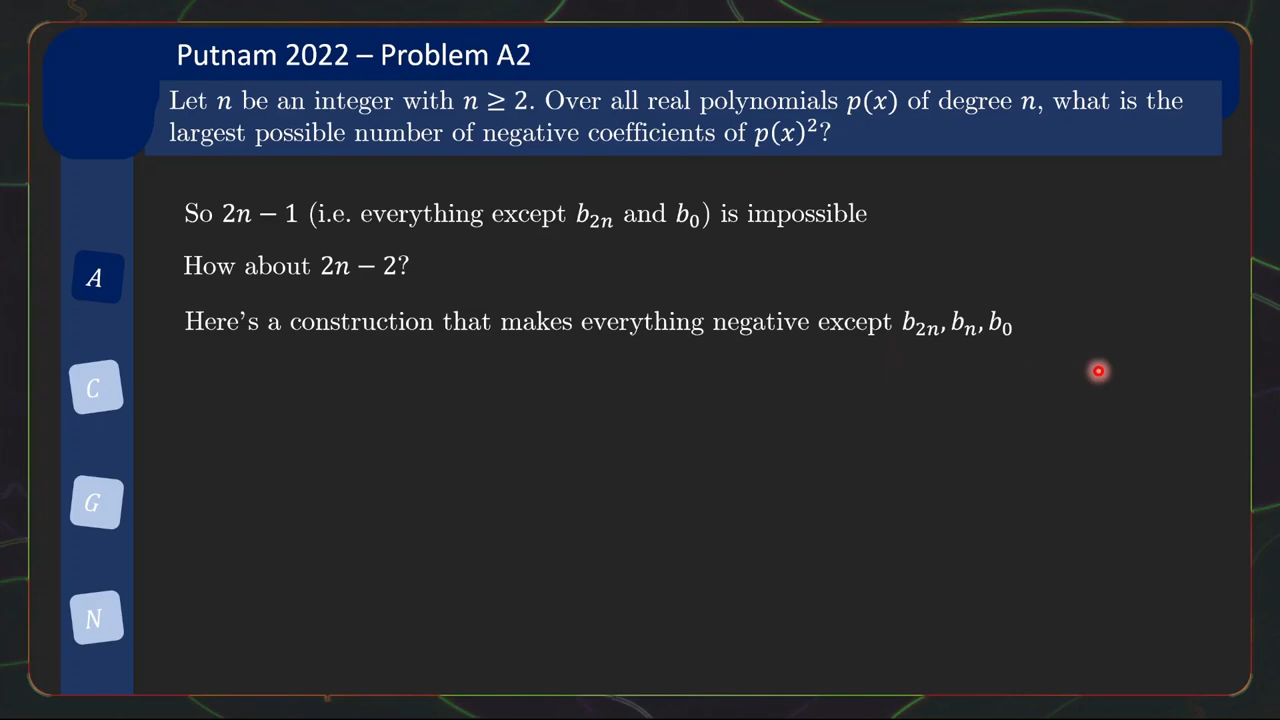 Putnam 2022 – Problem A2
Let n be an integer with n ≥ 2. Over all real polynomials p(x) of degree n, what is the
largest possible number of negative coefficients of p(x)²?
So 2n − 1 (i.e. everything except b₂ₙ and b₀) is impossible
How about 2n − 2?
Here's a construction that makes everything negative except b₂ₙ, bₙ, b₀
A
C
G
N